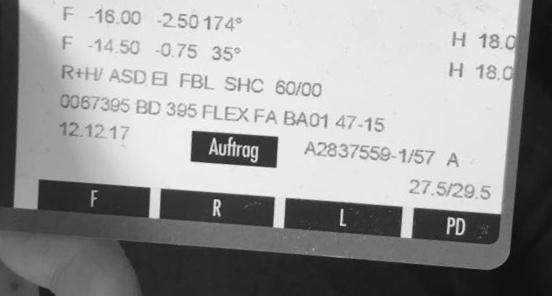 F -16.00 -2.50 174° H 18.0
F -14.50 -0.75 35° H 18.0
R+H/ ASD EI FBL SHC 60/00
0067395 BD 395 FLEX FA BA01 47-15
12.12.17 Auftrag A2837559-1/57 A
27.5/29.5
F R L PD